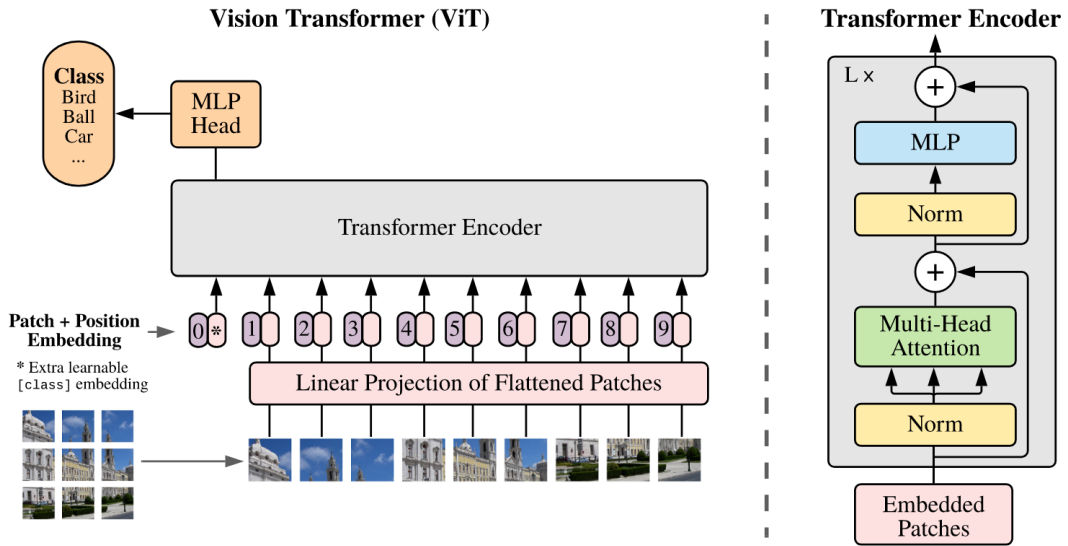 Vision Transformer (ViT)
Class
Bird
Ball
Car
...
MLP
Head
Transformer Encoder
Patch + Position
Embedding
0 * 1 2 3 4 5 6 7 8 9
* Extra learnable
[class] embedding
Linear Projection of Flattened Patches
Transformer Encoder
L x
+
MLP
Norm
+
Multi-Head
Attention
Norm
Embedded
Patches